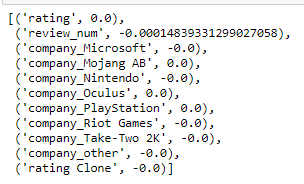 [('rating', 0.0),
('review_num', -0.00014839331299027058),
('company_Microsoft', -0.0),
('company_Mojang AB', 0.0),
('company_Nintendo', -0.0),
('company_Oculus', 0.0),
('company_PlayStation', 0.0),
('company_Riot Games', -0.0),
('company_Take-Two 2K', -0.0),
('company_other', -0.0),
('rating Clone', -0.0)]